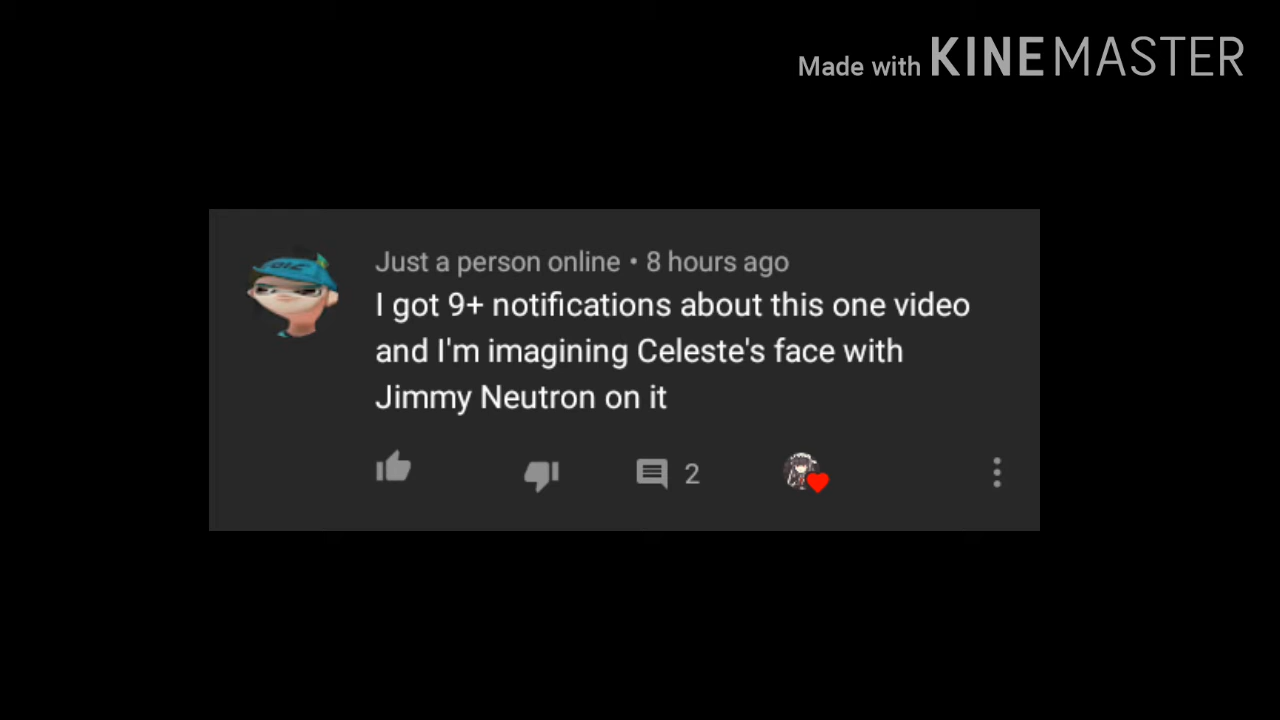 Made with KINEMASTER
Just a person online • 8 hours ago
I got 9+ notifications about this one video
and I'm imagining Celeste's face with
Jimmy Neutron on it
2